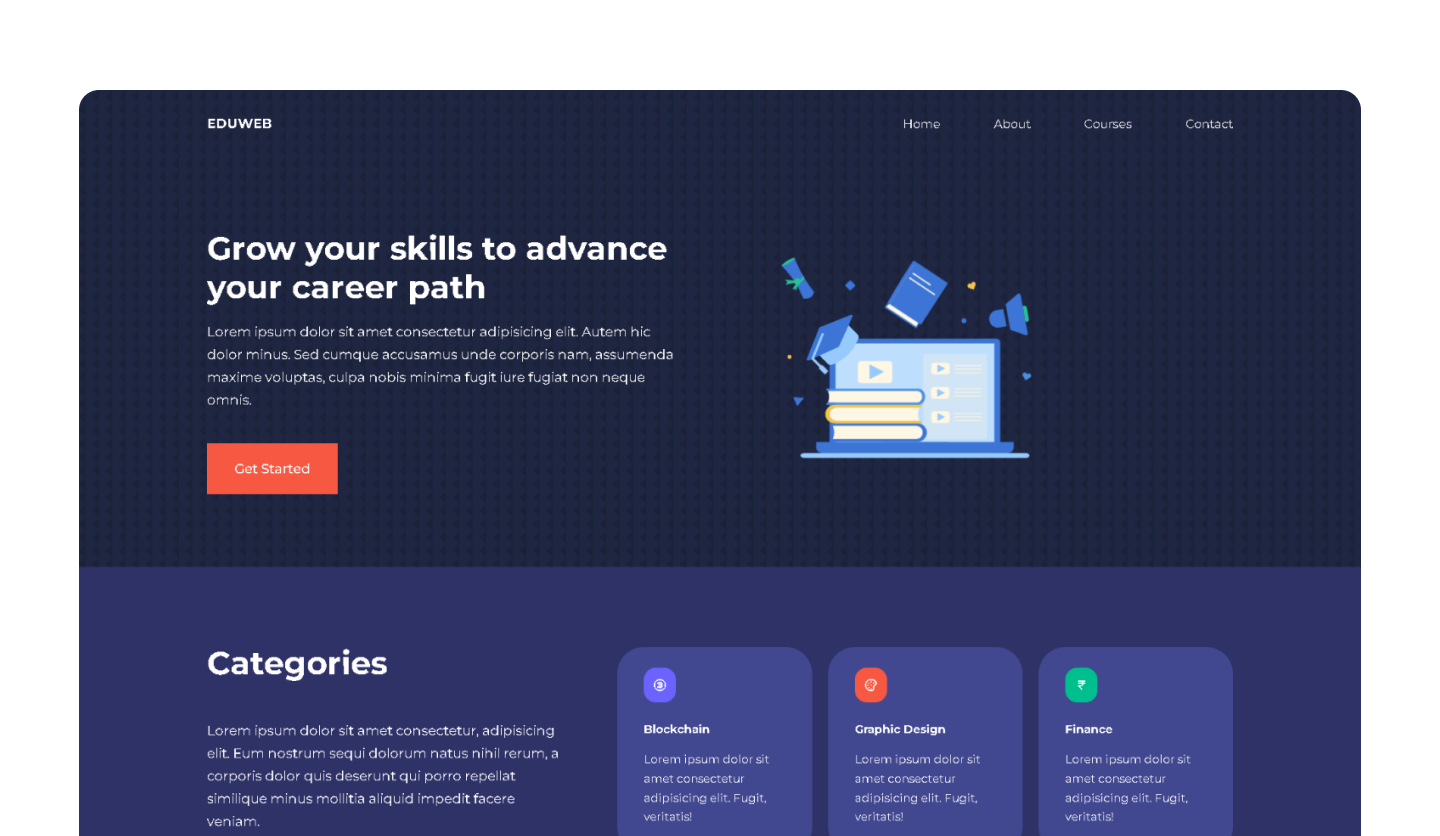 EDUWEB
Home About Courses Contact
Grow your skills to advance
your career path
Lorem ipsum dolor sit amet consectetur adipisicing elit. Autem hic
dolor minus. Sed cumque accusamus unde corporis nam, assumenda
maxime voluptas, culpa nobis minima fugit iure fugiat non neque
omnis.
Get Started
Categories
Lorem ipsum dolor sit amet consectetur, adipisicing
elit. Eum nostrum sequi dolorum natus nihil rerum, a
corporis dolor quis deserunt qui porro repellat
similique minus mollitia aliquid impedit facere
veniam.
Blockchain
Lorem ipsum dolor sit
amet consectetur
adipisicing elit. Fugit,
veritatis!
Graphic Design
Lorem ipsum dolor sit
amet consectetur
adipisicing elit. Fugit,
veritatis!
₹
Finance
Lorem ipsum dolor sit
amet consectetur
adipisicing elit. Fugit,
veritatis!